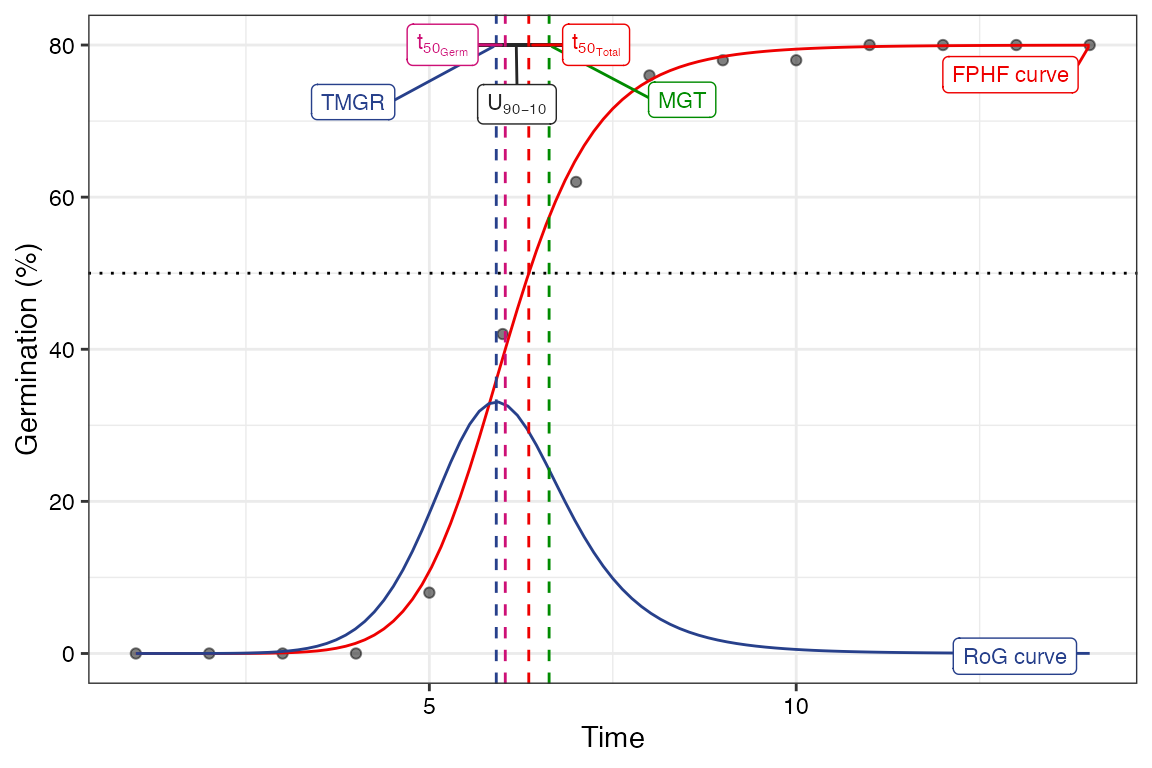 80
60
40
20
0
Germination (%)
t50Germ
t50Total
TMGR
U90−10
MGT
FPHF curve
RoG curve
5
10
Time